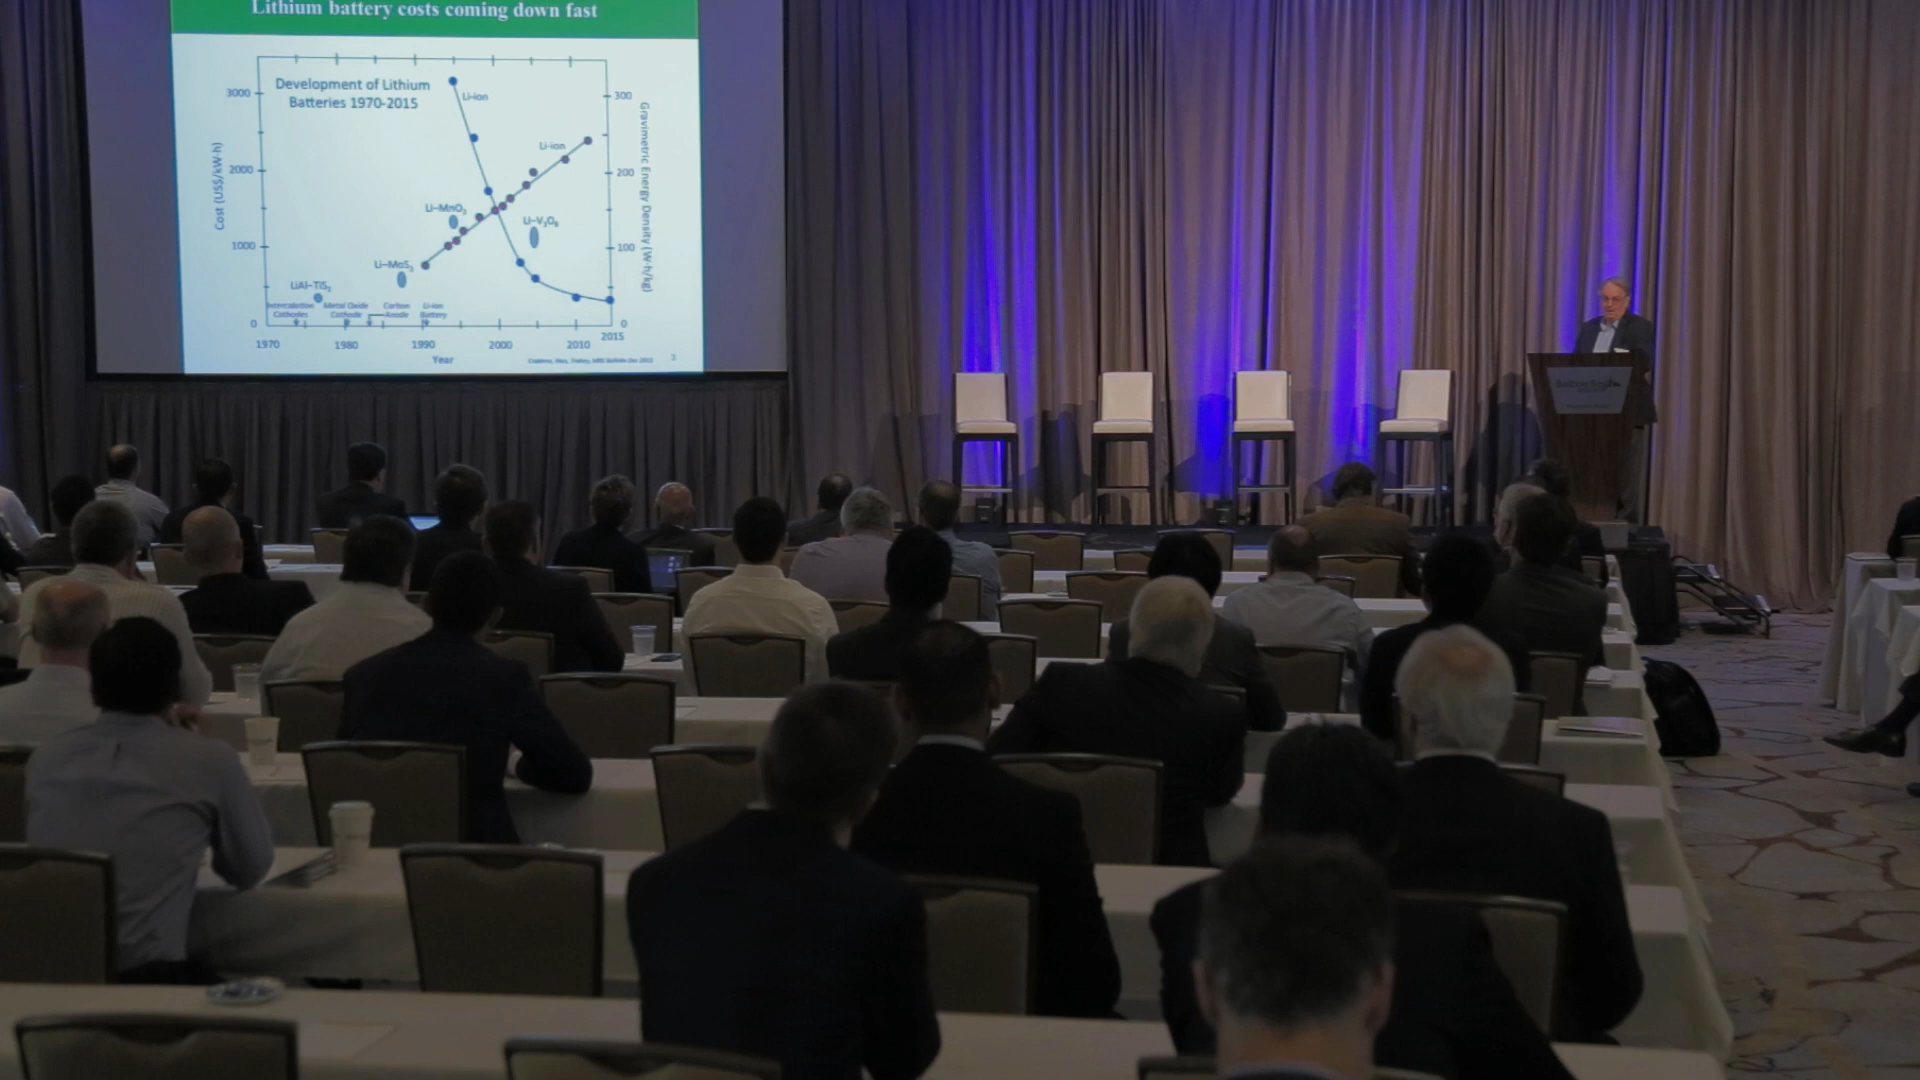 Lithium battery costs coming down fast
Development of Lithium
Batteries 1970-2015
3000
2000
1000
0
Cost (US$/kW·h)
300
200
100
0
Gravimetric Energy Density (W·h/kg)
Li-ion
Li-ion
Li–MnO₂
Li–V₂O₅
Li–MoS₂
LiAl–TiS₂
Intercalation
Cathodes
Metal Oxide
Cathode
Carbon
Anode
Li-ion
Battery
1970
1980
1990
2000
2010
2015
Year
3